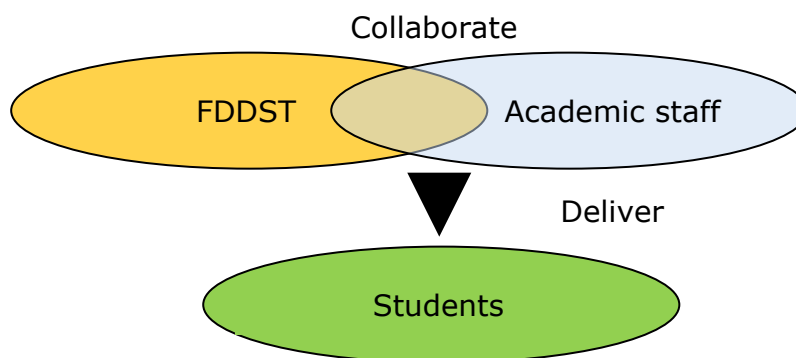 Collaborate
FDDST
Academic staff
Deliver
Students